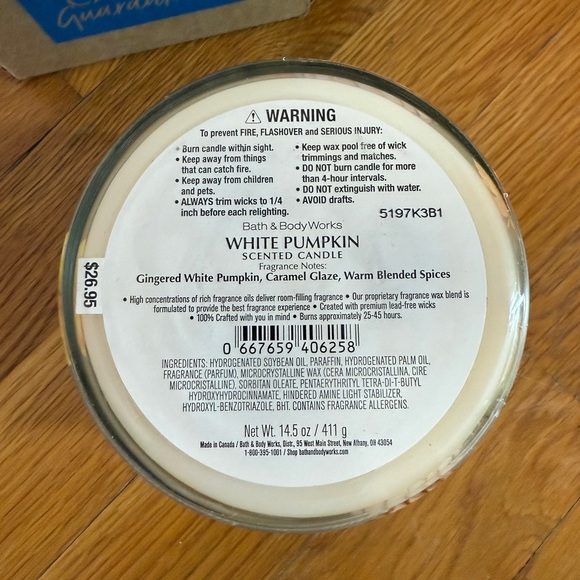 ⚠ WARNING
To prevent FIRE, FLASHOVER and SERIOUS INJURY:
• Burn candle within sight.
• Keep away from things
that can catch fire.
• Keep away from children
and pets.
• ALWAYS trim wicks to 1/4
inch before each relighting.
• Keep wax pool free of wick
trimmings and matches.
• DO NOT burn candle for more
than 4-hour intervals.
• DO NOT extinguish with water.
• AVOID drafts.
5197K3B1
Bath & Body Works
WHITE PUMPKIN
SCENTED CANDLE
Fragrance Notes:
Gingered White Pumpkin, Caramel Glaze, Warm Blended Spices
$26.95
• High concentrations of rich fragrance oils deliver room-filling fragrance • Our proprietary fragrance wax blend is
formulated to provide the best fragrance experience • Created with premium lead-free wicks
• 100% Crafted with you in mind • Burns approximately 25-45 hours.
0 667659 406258
INGREDIENTS: HYDROGENATED SOYBEAN OIL, PARAFFIN, HYDROGENATED PALM OIL,
FRAGRANCE (PARFUM), MICROCRYSTALLINE WAX (CERA MICROCRISTALLINA, CIRE
MICROCRISTALLINE), SORBITAN OLEATE, PENTAERYTHRITYL TETRA-DI-T-BUTYL
HYDROXYHYDROCINNAMATE, HINDERED AMINE LIGHT STABILIZER,
HYDROXYL-BENZOTRIAZOLE, BHT. CONTAINS FRAGRANCE ALLERGENS.
Net Wt. 14.5 oz / 411 g
Made in Canada / Bath & Body Works, Distr., 95 West Main Street, New Albany, OH 43054
1-800-395-1001 / Shop bathandbodyworks.com